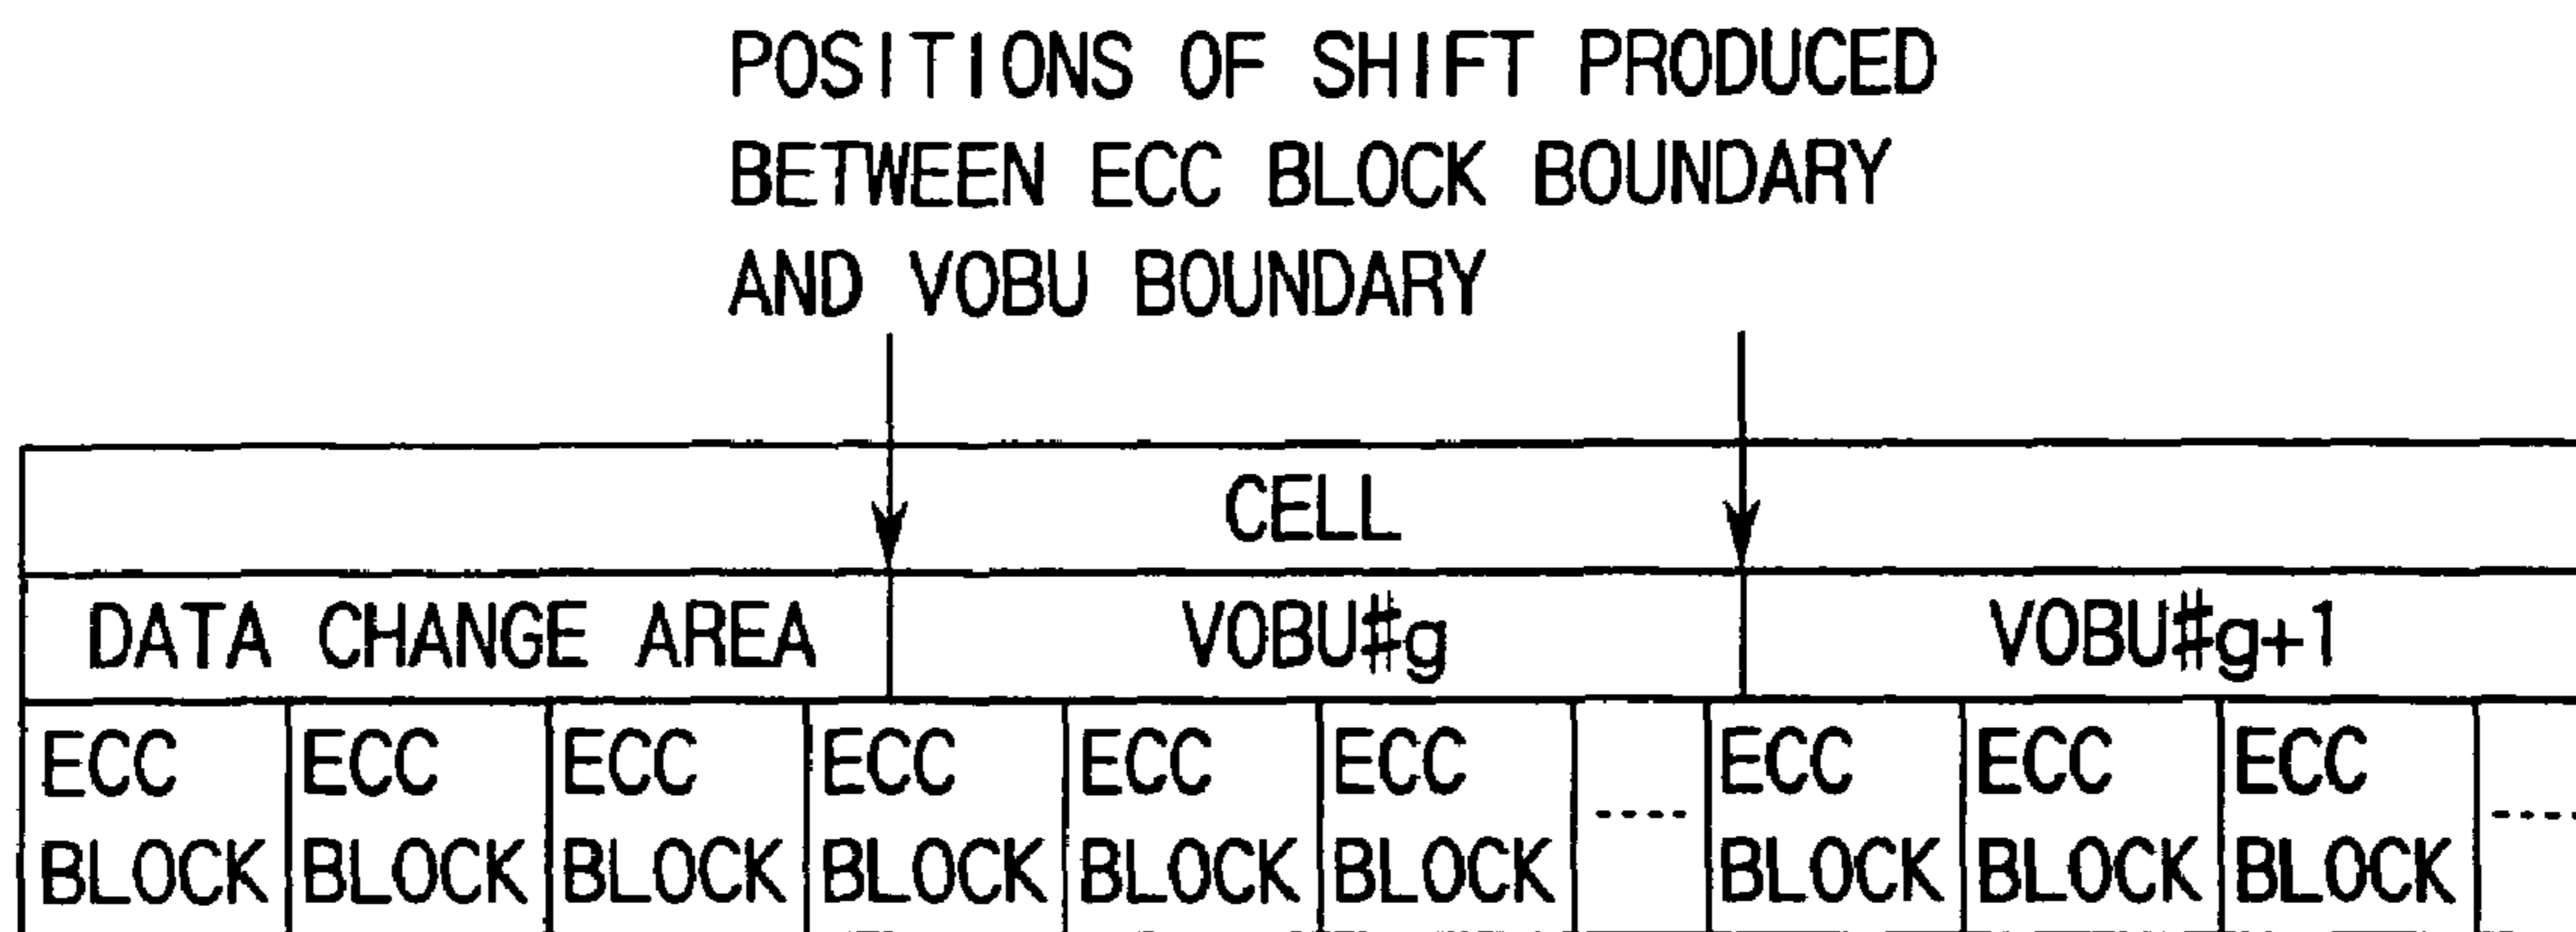 POSITIONS OF SHIFT PRODUCED
BETWEEN ECC BLOCK BOUNDARY
AND VOBU BOUNDARY
CELL
DATA CHANGE AREA VOBU#g VOBU#g+1
ECC ECC ECC ECC ECC ECC ECC ECC ECC
BLOCK BLOCK BLOCK BLOCK BLOCK BLOCK ---- BLOCK BLOCK BLOCK ----